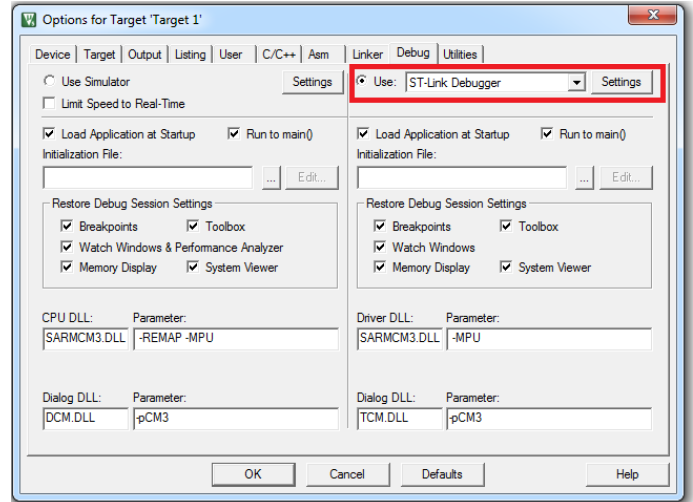 Options for Target 'Target 1'
Device Target Output Listing User C/C++ Asm Linker Debug Utilities
Use Simulator Settings
Limit Speed to Real-Time
Load Application at Startup Run to main()
Initialization File:
... Edit...
Restore Debug Session Settings
Breakpoints Toolbox
Watch Windows & Performance Analyzer
Memory Display System Viewer
CPU DLL: Parameter:
SARMCM3.DLL -REMAP -MPU
Dialog DLL: Parameter:
DCM.DLL -pCM3
Use: ST-Link Debugger Settings
Load Application at Startup Run to main()
Initialization File:
... Edit...
Restore Debug Session Settings
Breakpoints Toolbox
Watch Windows
Memory Display System Viewer
Driver DLL: Parameter:
SARMCM3.DLL -MPU
Dialog DLL: Parameter:
TCM.DLL -pCM3
OK Cancel Defaults Help